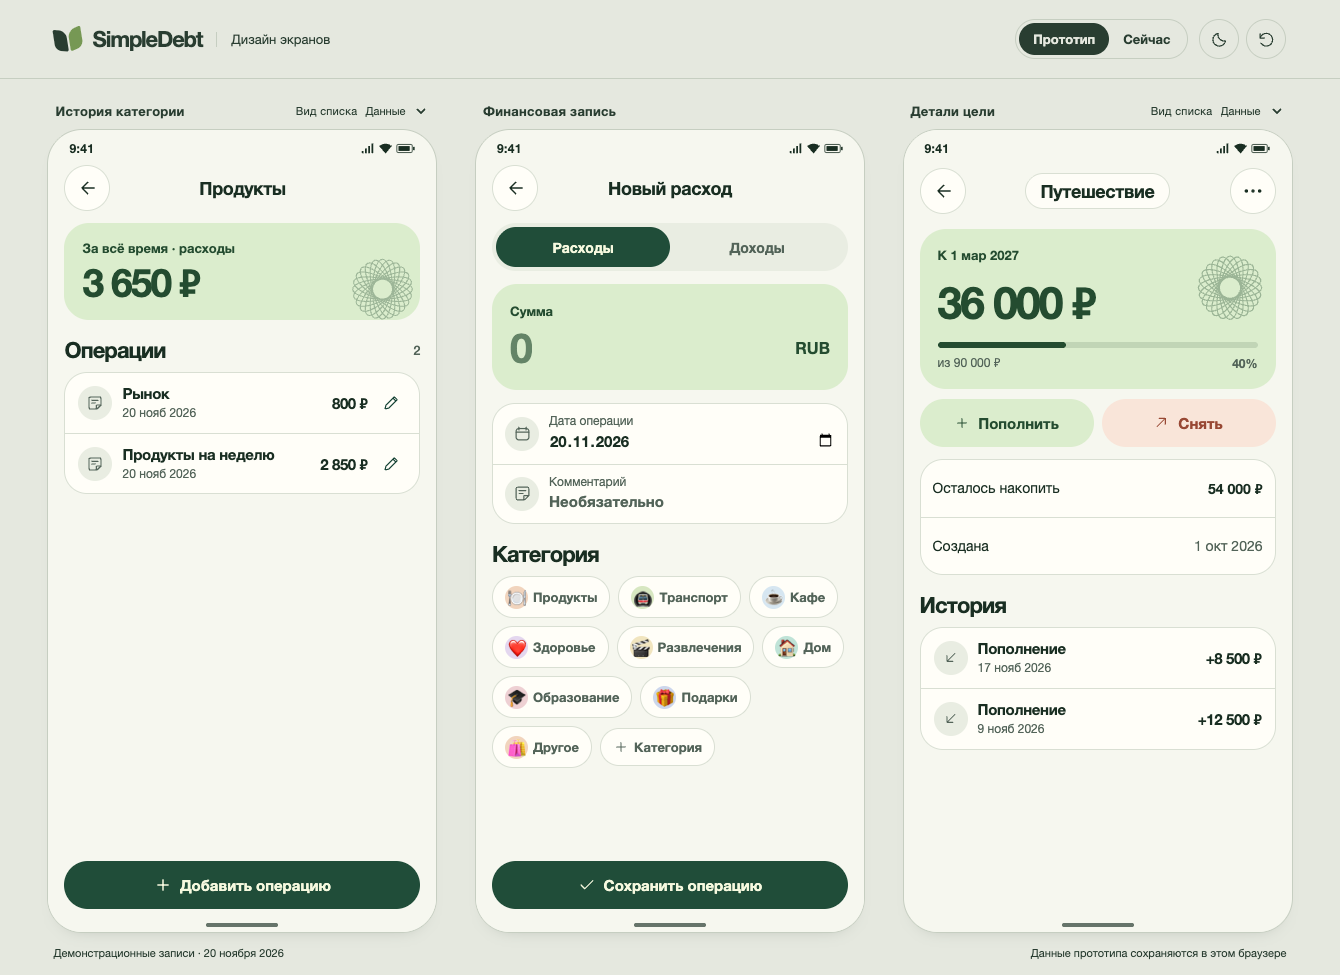 SimpleDebt
Дизайн экранов
Прототип
Сейчас
История категории
Вид списка
Данные
9:41
Продукты
За всё время · расходы
3 650 ₽
Операции
2
Рынок
20 нояб 2026
800 ₽
Продукты на неделю
20 нояб 2026
2 850 ₽
+ Добавить операцию
Финансовая запись
9:41
Новый расход
Расходы
Доходы
Сумма
0
RUB
Дата операции
20.11.2026
Комментарий
Необязательно
Категория
Продукты
Транспорт
Кафе
Здоровье
Развлечения
Дом
Образование
Подарки
Другое
+ Категория
Сохранить операцию
Детали цели
Вид списка
Данные
9:41
Путешествие
К 1 мар 2027
36 000 ₽
из 90 000 ₽
40%
+ Пополнить
Снять
Осталось накопить
54 000 ₽
Создана
1 окт 2026
История
Пополнение
17 нояб 2026
+8 500 ₽
Пополнение
9 нояб 2026
+12 500 ₽
Демонстрационные записи · 20 ноября 2026
Данные прототипа сохраняются в этом браузере